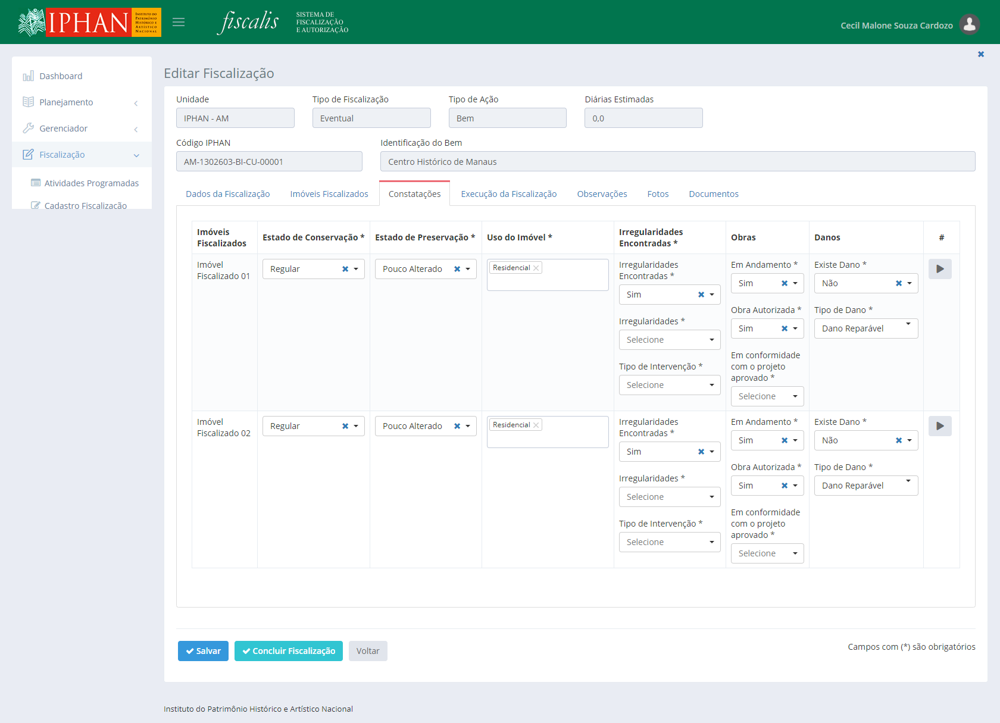 IPHAN
INSTITUTO DO
PATRIMÔNIO
HISTÓRICO E
ARTÍSTICO
NACIONAL
fiscalis
SISTEMA DE
FISCALIZAÇÃO
E AUTORIZAÇÃO
Cecil Malone Souza Cardozo
Dashboard
Planejamento
Gerenciador
Fiscalização
Atividades Programadas
Cadastro Fiscalização
Editar Fiscalização
Unidade
Tipo de Fiscalização
Tipo de Ação
Diárias Estimadas
IPHAN - AM
Eventual
Bem
0,0
Código IPHAN
Identificação do Bem
AM-1302603-BI-CU-00001
Centro Histórico de Manaus
Dados da Fiscalização
Imóveis Fiscalizados
Constatações
Execução da Fiscalização
Observações
Fotos
Documentos
Imóveis
Fiscalizados
Estado de Conservação *
Estado de Preservação *
Uso do Imóvel *
Irregularidades
Encontradas *
Obras
Danos
#
Imóvel
Fiscalizado 01
Regular
Pouco Alterado
Residencial
Irregularidades
Encontradas *
Sim
Irregularidades *
Selecione
Tipo de Intervenção *
Selecione
Em Andamento *
Sim
Obra Autorizada *
Sim
Em conformidade
com o projeto
aprovado *
Selecione
Existe Dano *
Não
Tipo de Dano *
Dano Reparável
Imóvel
Fiscalizado 02
Regular
Pouco Alterado
Residencial
Irregularidades
Encontradas *
Sim
Irregularidades *
Selecione
Tipo de Intervenção *
Selecione
Em Andamento *
Sim
Obra Autorizada *
Sim
Em conformidade
com o projeto
aprovado *
Selecione
Existe Dano *
Não
Tipo de Dano *
Dano Reparável
Salvar
Concluir Fiscalização
Voltar
Campos com (*) são obrigatórios
Instituto do Patrimônio Histórico e Artístico Nacional